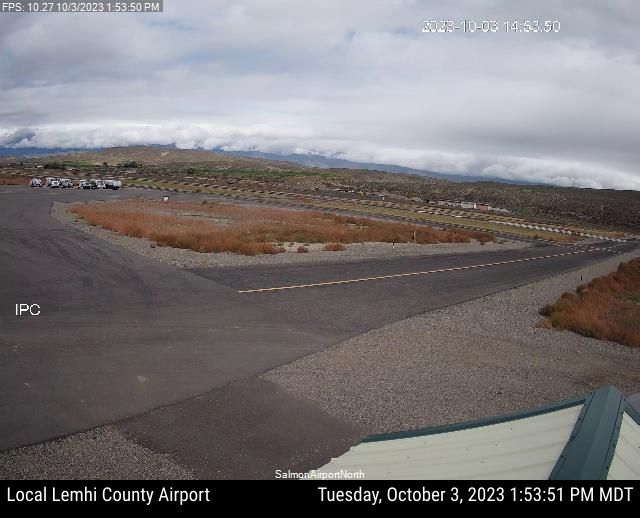 FPS: 10.27 10/3/2023 1:53:50 PM
2023-10-03 14:53:50
IPC
SalmonAirportNorth
Local Lemhi County Airport
Tuesday, October 3, 2023 1:53:51 PM MDT